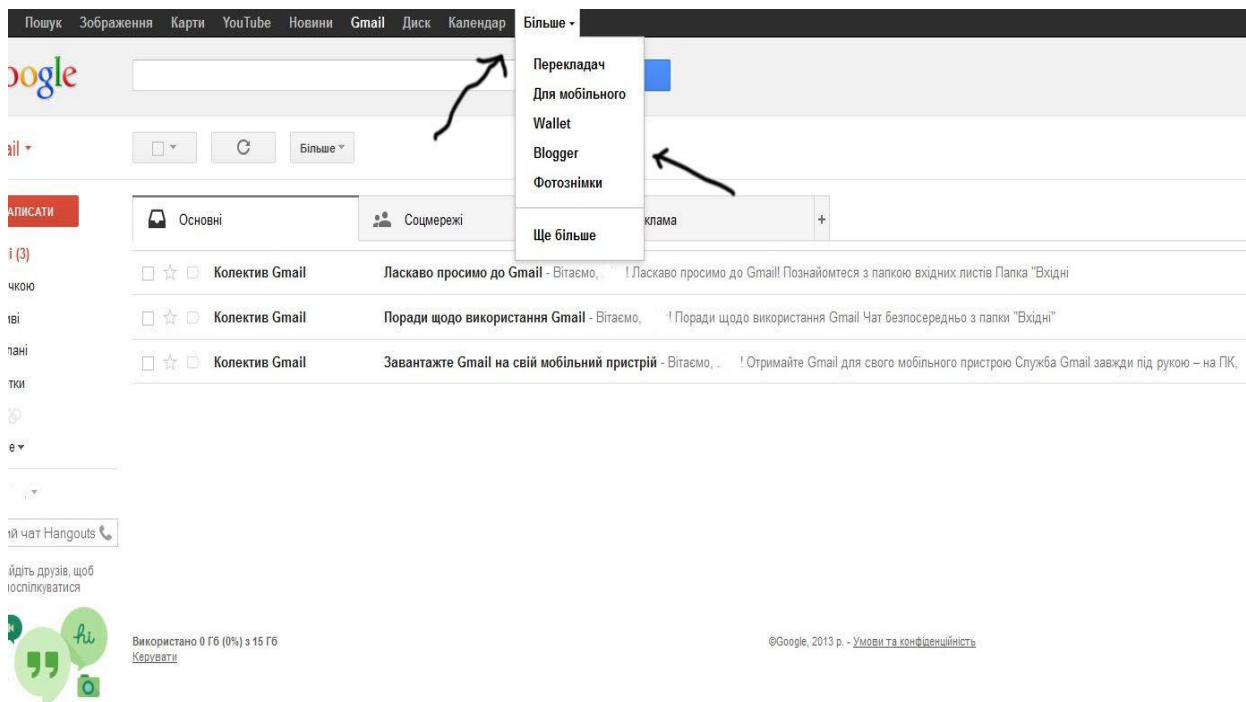 Пошук Зображення Карти YouTube Новини Gmail Диск Календар Більше
Перекладач
Для мобільного
Wallet
Blogger
Фотознімки
Ще більше
oogle
ail
Більше
АПИСАТИ
Основні
Соцмережі
клама
+
і (3)
Колектив Gmail Ласкаво просимо до Gmail - Вітаємо, ! Ласкаво просимо до Gmail! Познайомтеся з папкою вхідних листів Папка "Вхідні
чкою
Колектив Gmail Поради щодо використання Gmail - Вітаємо, ! Поради щодо використання Gmail Чат безпосередньо з папки "Вхідні"
иві
лані
Колектив Gmail Завантажте Gmail на свій мобільний пристрій - Вітаємо, . ! Отримайте Gmail для свого мобільного пристрою Служба Gmail завжди під рукою – на ПК,
тки
е
ий чат Hangouts
йдіть друзів, щоб
поспілкуватися
hi
Використано 0 Гб (0%) з 15 Гб
Керувати
©Google, 2013 р. - Умови та конфіденційність